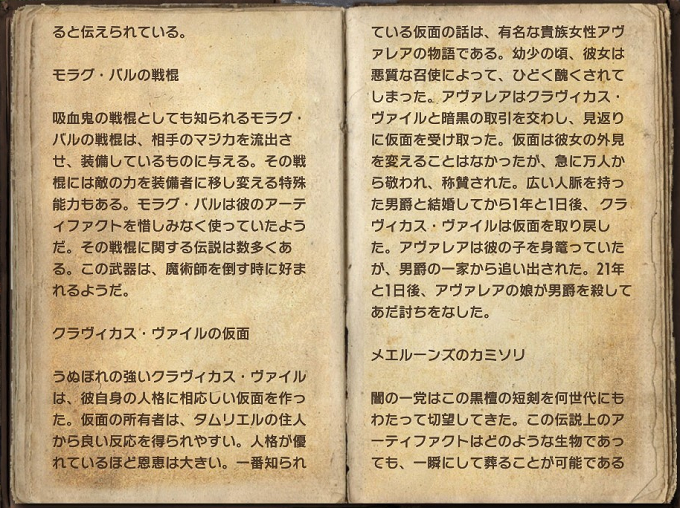 ると伝えられている。
モラグ・バルの戦棍
吸血鬼の戦棍としても知られるモラグ・
バルの戦棍は、相手のマジカを流出さ
せ、装備しているものに与える。その戦
棍には敵の力を装備者に移し変える特殊
能力もある。モラグ・バルは彼のアーテ
ィファクトを惜しみなく使っていたよう
だ。その戦棍に関する伝説は数多くあ
る。この武器は、魔術師を倒す時に好ま
れるようだ。
クラヴィカス・ヴァイルの仮面
うぬぼれの強いクラヴィカス・ヴァイル
は、彼自身の人格に相応しい仮面を作っ
た。仮面の所有者は、タムリエルの住人
から良い反応を得られやすい。人格が優
れているほど恩恵は大きい。一番知られ
ている仮面の話は、有名な貴族女性アヴ
ァレアの物語である。幼少の頃、彼女は
悪質な召使によって、ひどく醜くされて
しまった。アヴァレアはクラヴィカス・
ヴァイルと暗黒の取引を交わし、見返り
に仮面を受け取った。仮面は彼女の外見
を変えることはなかったが、急に万人か
ら敬われ、称賛された。広い人脈を持っ
た男爵と結婚してから1年と1日後、クラ
ヴィカス・ヴァイルは仮面を取り戻し
た。アヴァレアは彼の子を身篭っていた
が、男爵の一家から追い出された。21年
と1日後、アヴァレアの娘が男爵を殺して
あだ討ちをなした。
メエルーンズのカミソリ
闇の一党はこの黒檀の短剣を何世代にも
わたって切望してきた。この伝説上のア
ーティファクトはどのような生物であっ
ても、一瞬にして葬ることが可能である